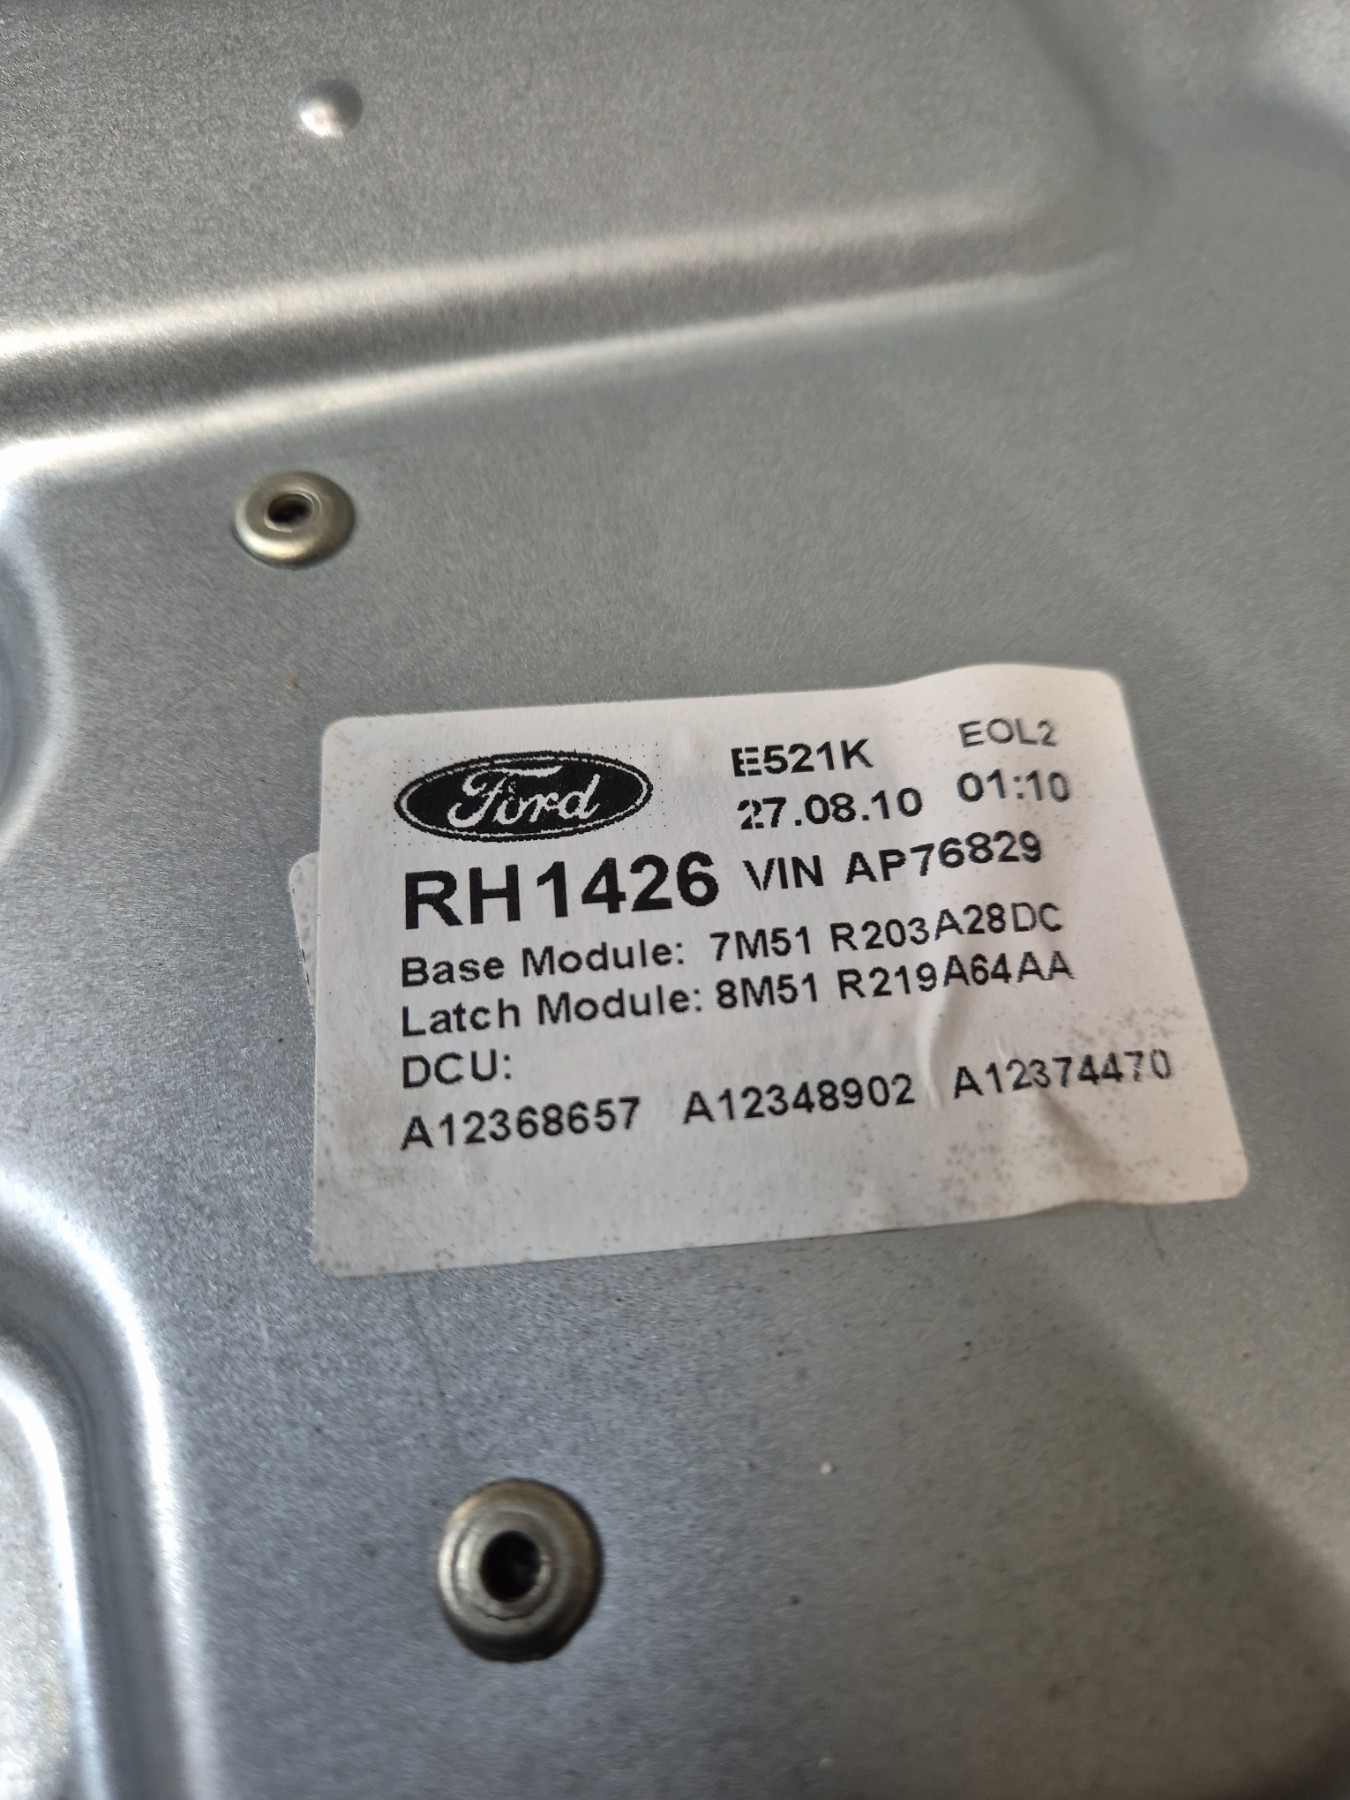 Ford E521K EOL2
27.08.10 01:10
RH1426 VIN AP76829
Base Module: 7M51 R203A28DC
Latch Module: 8M51 R219A64AA
DCU:
A12368657 A12348902 A12374470